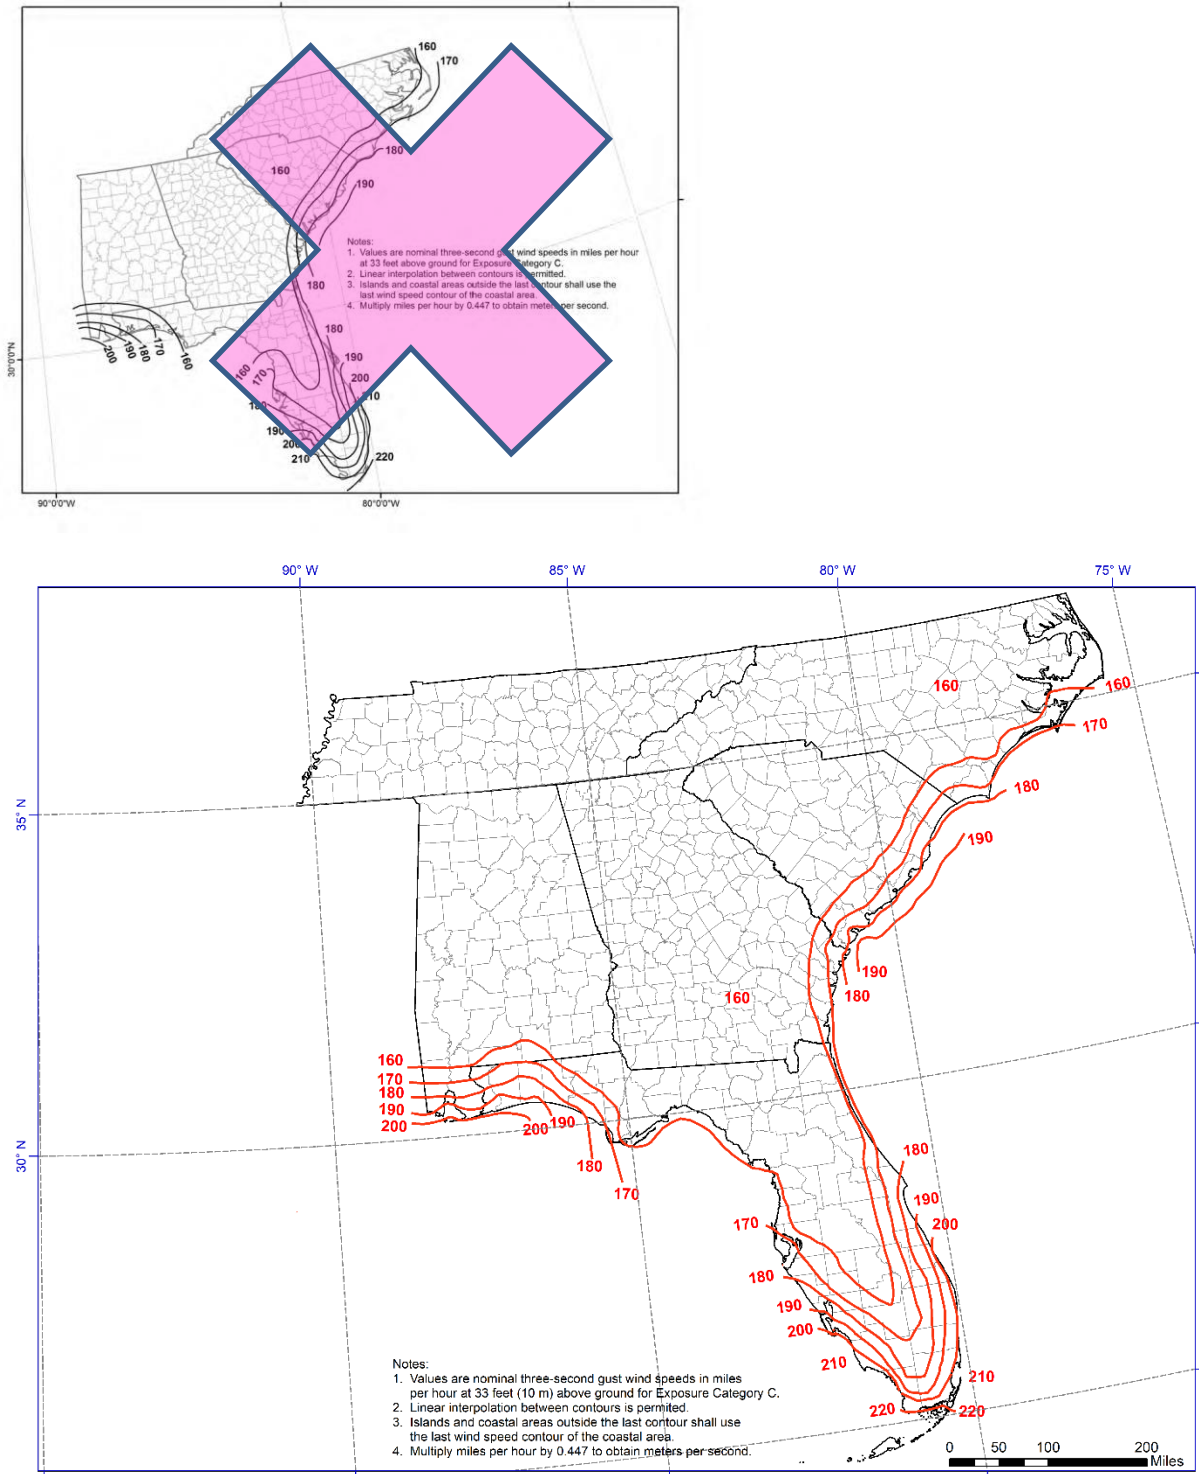 160
170
180
160
190
Notes:
1. Values are nominal three-second gust wind speeds in miles per hour
at 33 feet above ground for Exposure Category C.
2. Linear interpolation between contours is permitted.
3. Islands and coastal areas outside the last contour shall use the
last wind speed contour of the coastal area.
4. Multiply miles per hour by 0.447 to obtain meters per second.
180
180
200
190
180
170
160
190
160
170
200
180
210
190
200
210
220
30°0'0"N
90°0'0"W
80°0'0"W
90° W
85° W
80° W
75° W
160
160
170
180
35° N
190
190
160
180
160
170
180
190
200
200
190
180
30° N
180
170
190
170
200
180
190
200
210
210
220
220
Notes:
1. Values are nominal three-second gust wind speeds in miles
per hour at 33 feet (10 m) above ground for Exposure Category C.
2. Linear interpolation between contours is permited.
3. Islands and coastal areas outside the last contour shall use
the last wind speed contour of the coastal area.
4. Multiply miles per hour by 0.447 to obtain meters per second.
0 50 100 200
Miles